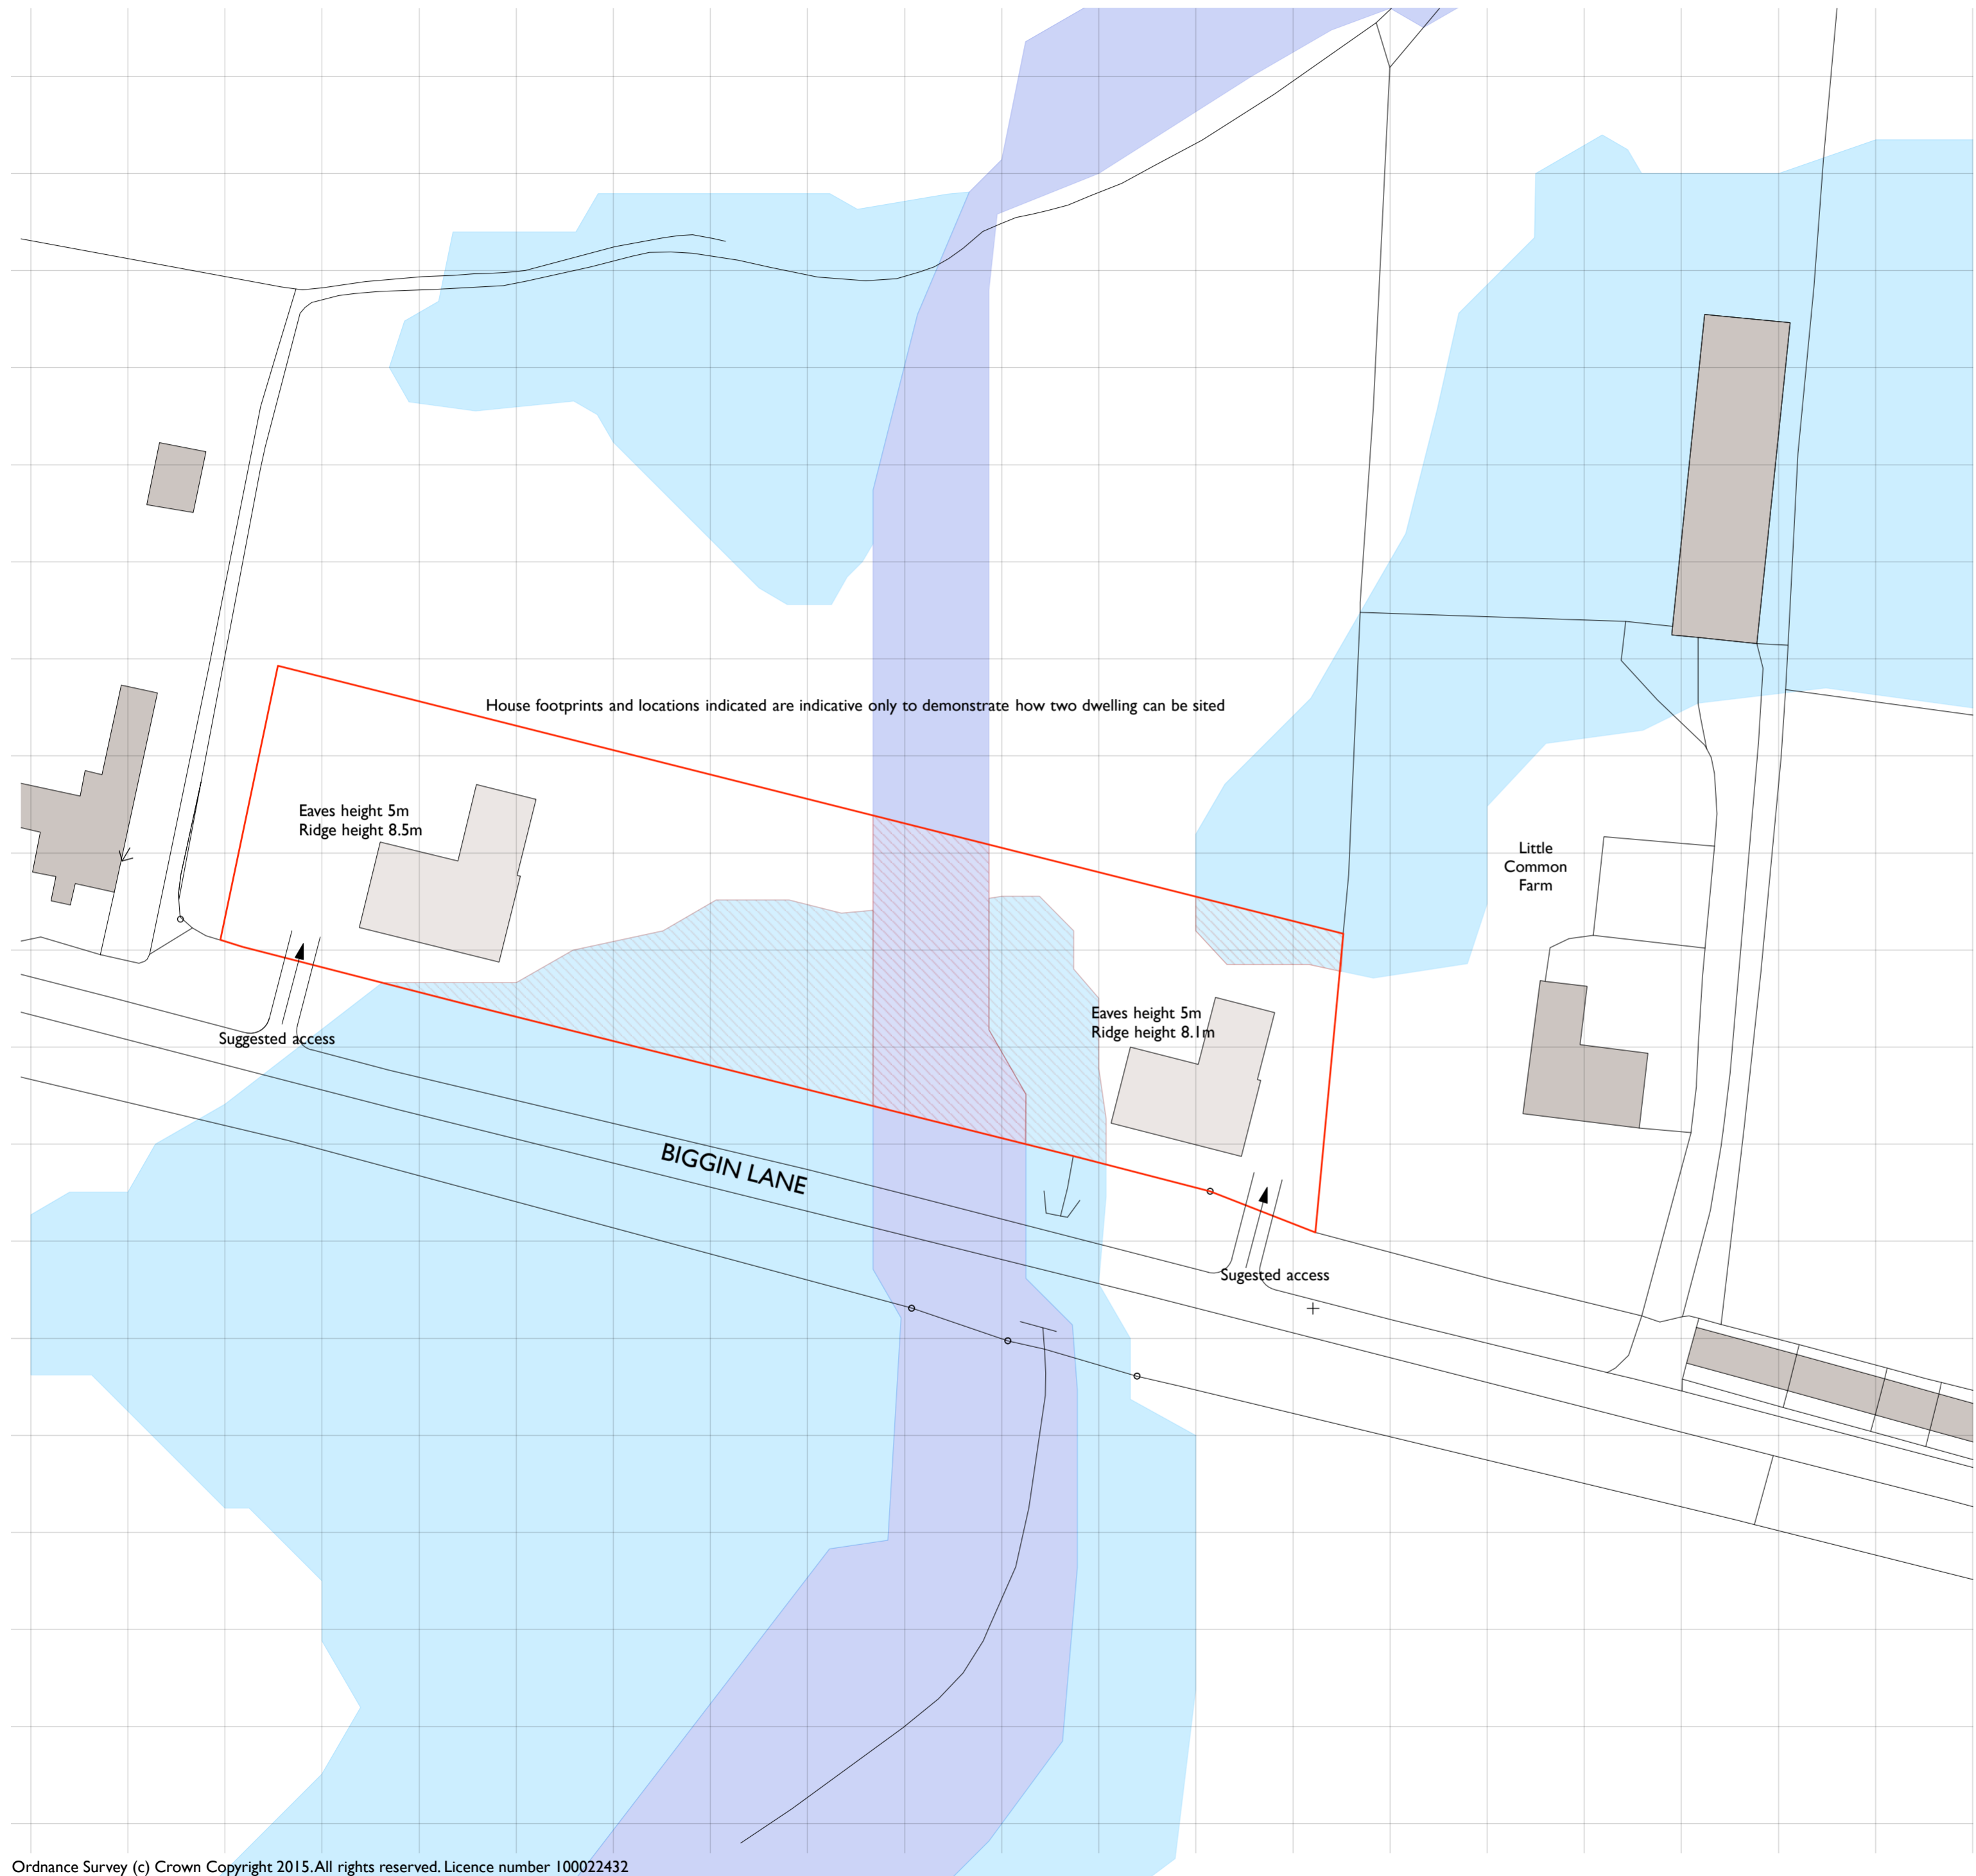 House footprints and locations indicated are indicative only to demonstrate how two dwelling can be sited
Eaves height 5m
Ridge height 8.5m
Little
Common
Farm
Eaves height 5m
Ridge height 8.1m
Suggested access
BIGGIN LANE
Sugested access
Ordnance Survey (c) Crown Copyright 2015. All rights reserved. Licence number 100022432